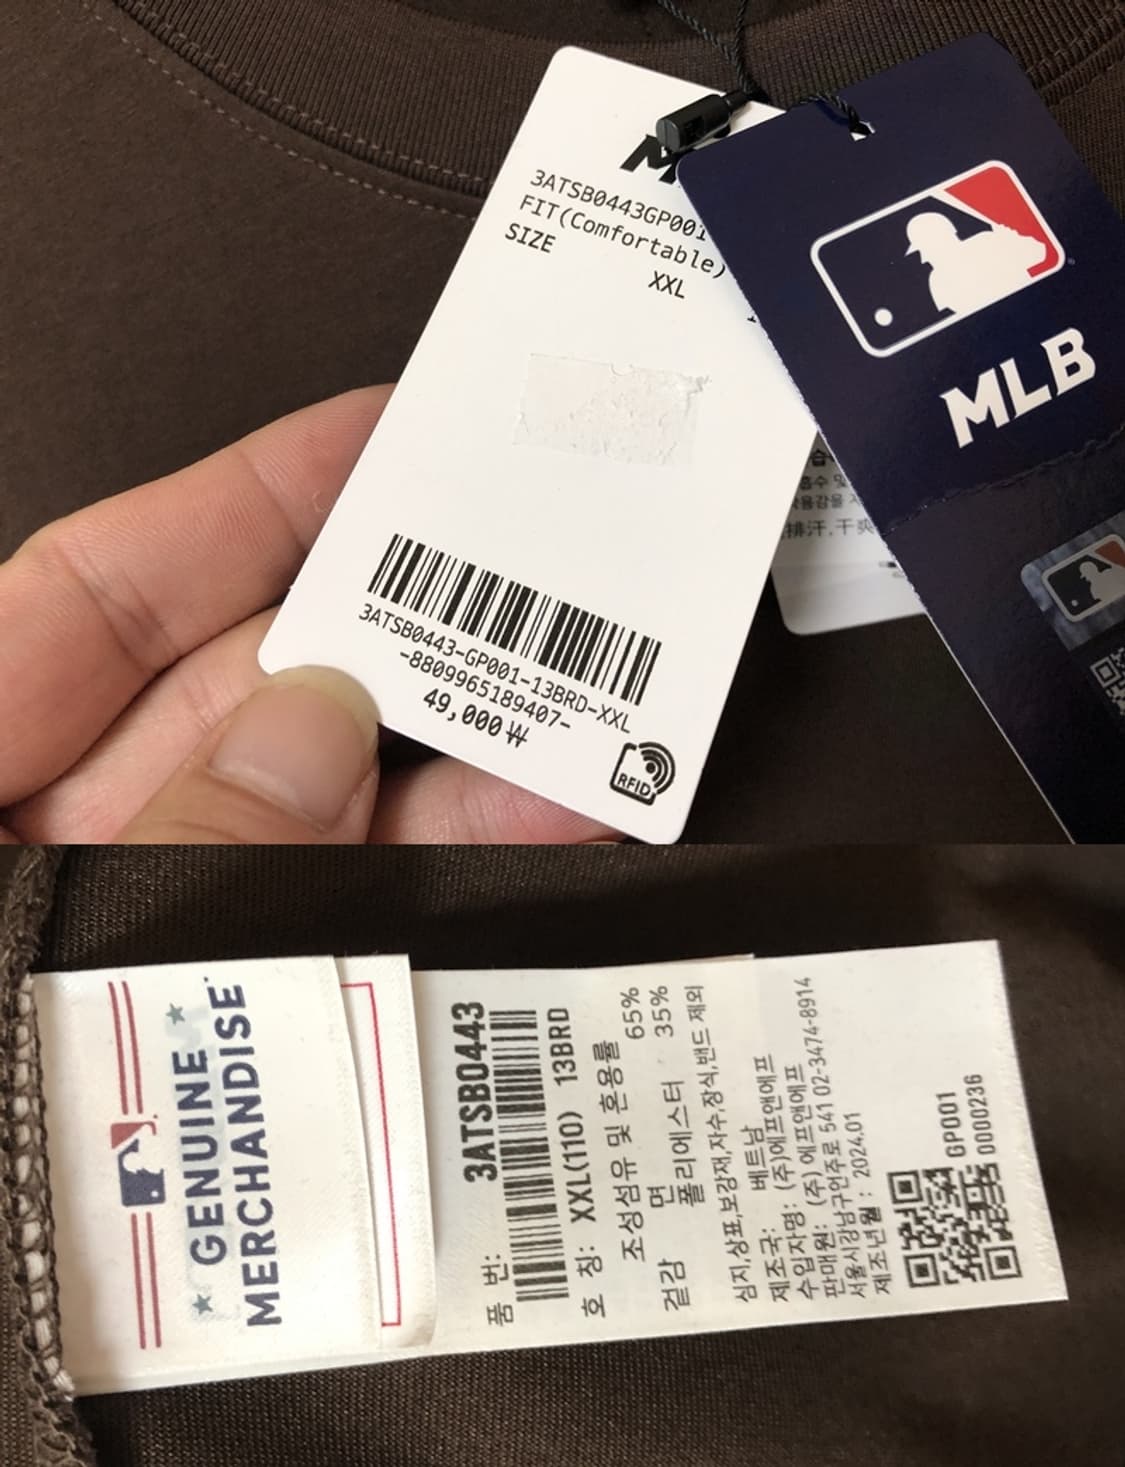 3ATSB0443GP001
FIT(Comfortable)
SIZE
XXL
3ATSB0443-GP001-13BRD-XXL
-8809965189407-
49,000₩
RFID
MLB
흡수 및
排汗,干爽
GENUINE
MERCHANDISE
품 번: 3ATSB0443
호 칭: XXL(110) 13BRD
조성섬유 및 혼용률
겉감 면 65%
폴리에스터 35%
심지,상표,보강재,자수,장식,밴드 제외
제조국: 베트남
수입자명: (주)에프앤에프
판매원: (주)에프앤에프
서울시강남구언주로 541 02-3474-8914
제조년월: 2024.01
GP001
0000236